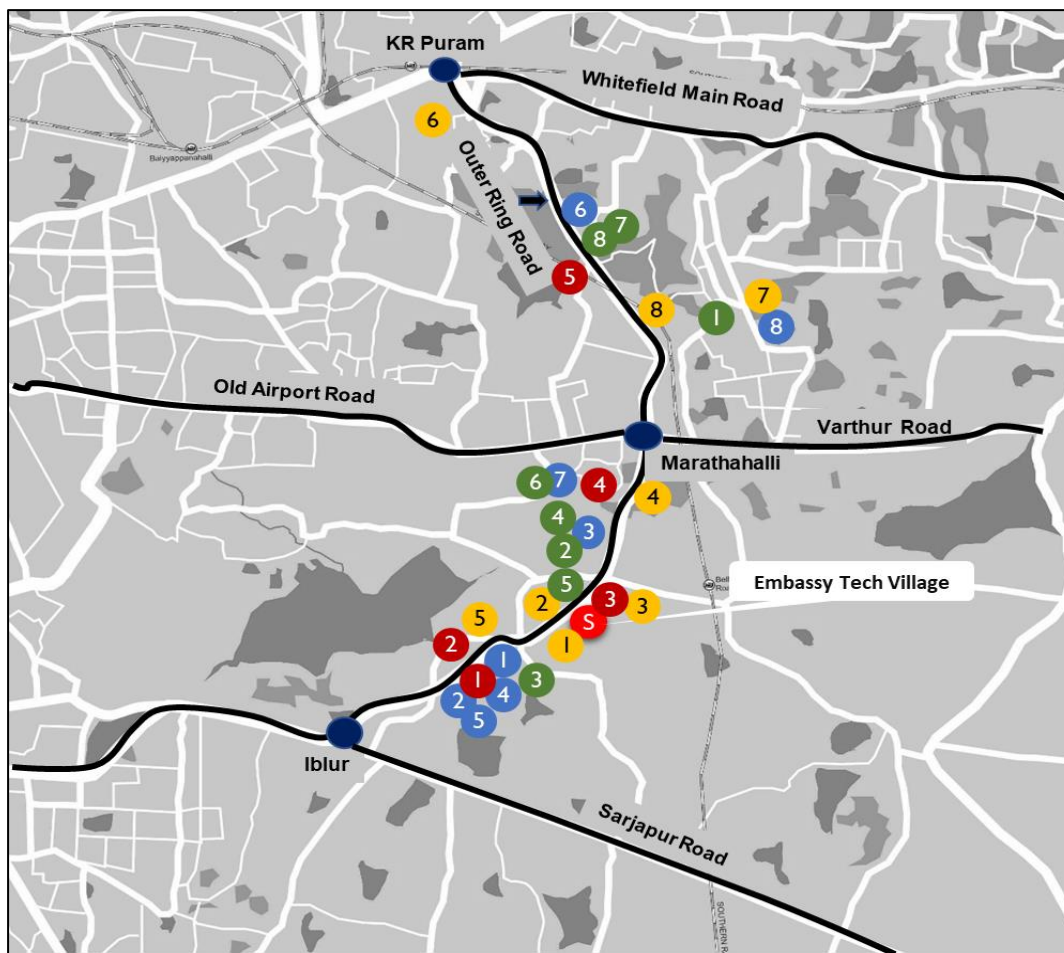 KR Puram
Whitefield Main Road
6
Baiyyappanahalli
Outer Ring Road
6
7
8
5
7
8
1
8
Old Airport Road
Varthur Road
Marathahalli
6
7
4
4
4
3
2
Embassy Tech Village
5
2
3
3
S
5
1
2
1
1
3
2
4
5
Iblur
Sarjapur Road